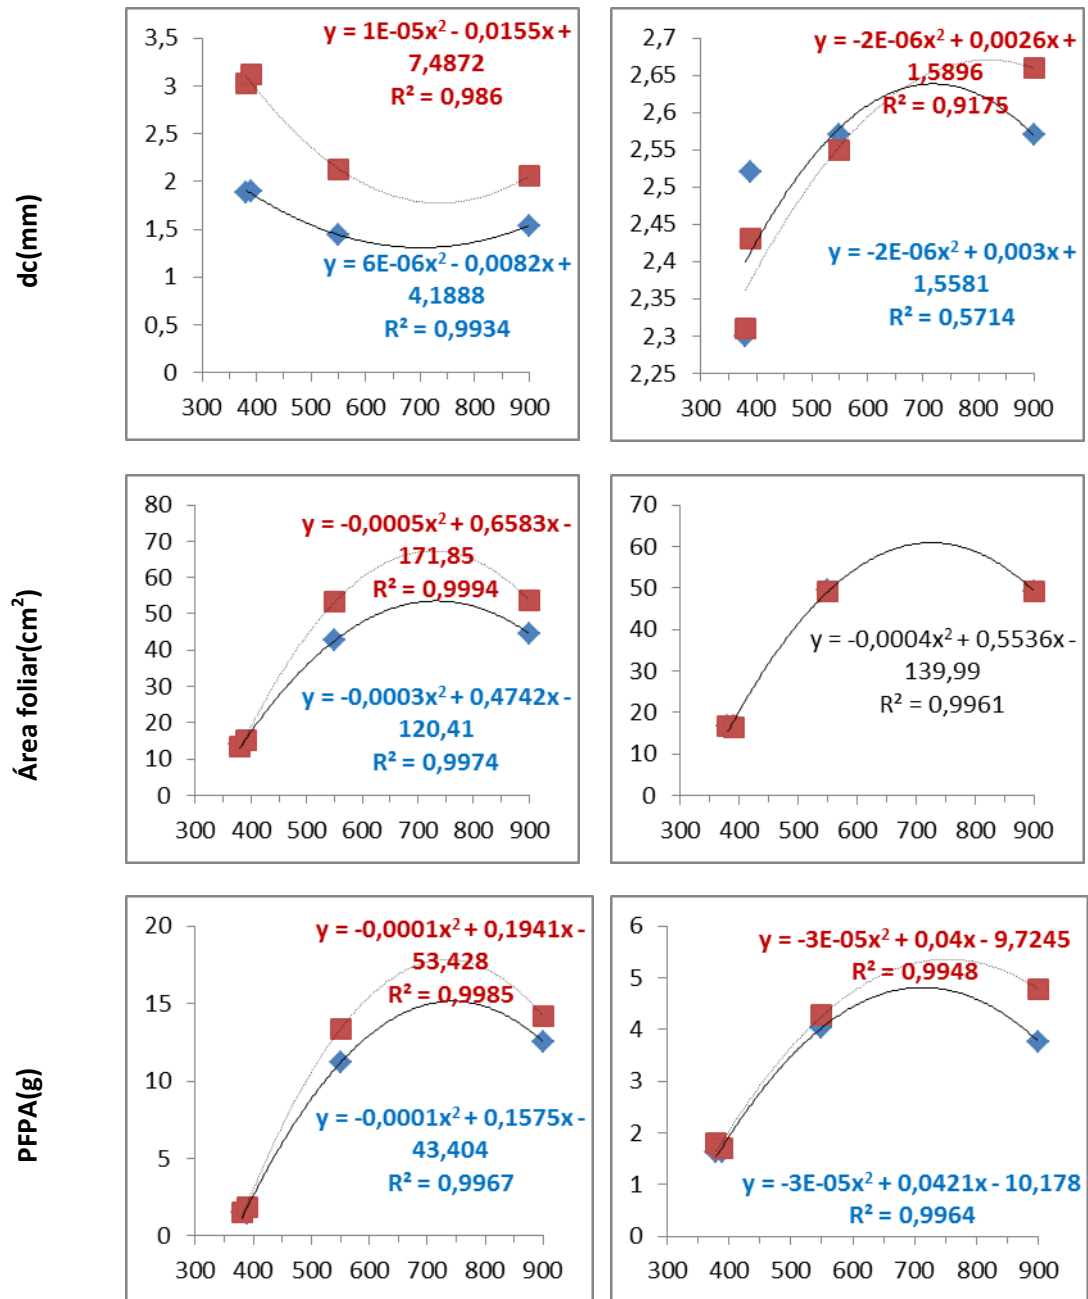 dc(mm)
y = 1E-05x² - 0,0155x +
7,4872
R² = 0,986
y = 6E-06x² - 0,0082x +
4,1888
R² = 0,9934
3,5
3
2,5
2
1,5
1
0,5
0
300 400 500 600 700 800 900
y = -2E-06x² + 0,0026x +
1,5896
R² = 0,9175
y = -2E-06x² + 0,003x +
1,5581
R² = 0,5714
2,7
2,65
2,6
2,55
2,5
2,45
2,4
2,35
2,3
2,25
300 400 500 600 700 800 900
Área foliar(cm²)
y = -0,0005x² + 0,6583x -
171,85
R² = 0,9994
y = -0,0003x² + 0,4742x -
120,41
R² = 0,9974
80
70
60
50
40
30
20
10
0
300 400 500 600 700 800 900
y = -0,0004x² + 0,5536x -
139,99
R² = 0,9961
70
60
50
40
30
20
10
0
300 400 500 600 700 800 900
PFPA(g)
y = -0,0001x² + 0,1941x -
53,428
R² = 0,9985
y = -0,0001x² + 0,1575x -
43,404
R² = 0,9967
20
15
10
5
0
300 400 500 600 700 800 900
y = -3E-05x² + 0,04x - 9,7245
R² = 0,9948
y = -3E-05x² + 0,0421x - 10,178
R² = 0,9964
6
5
4
3
2
1
0
300 400 500 600 700 800 900